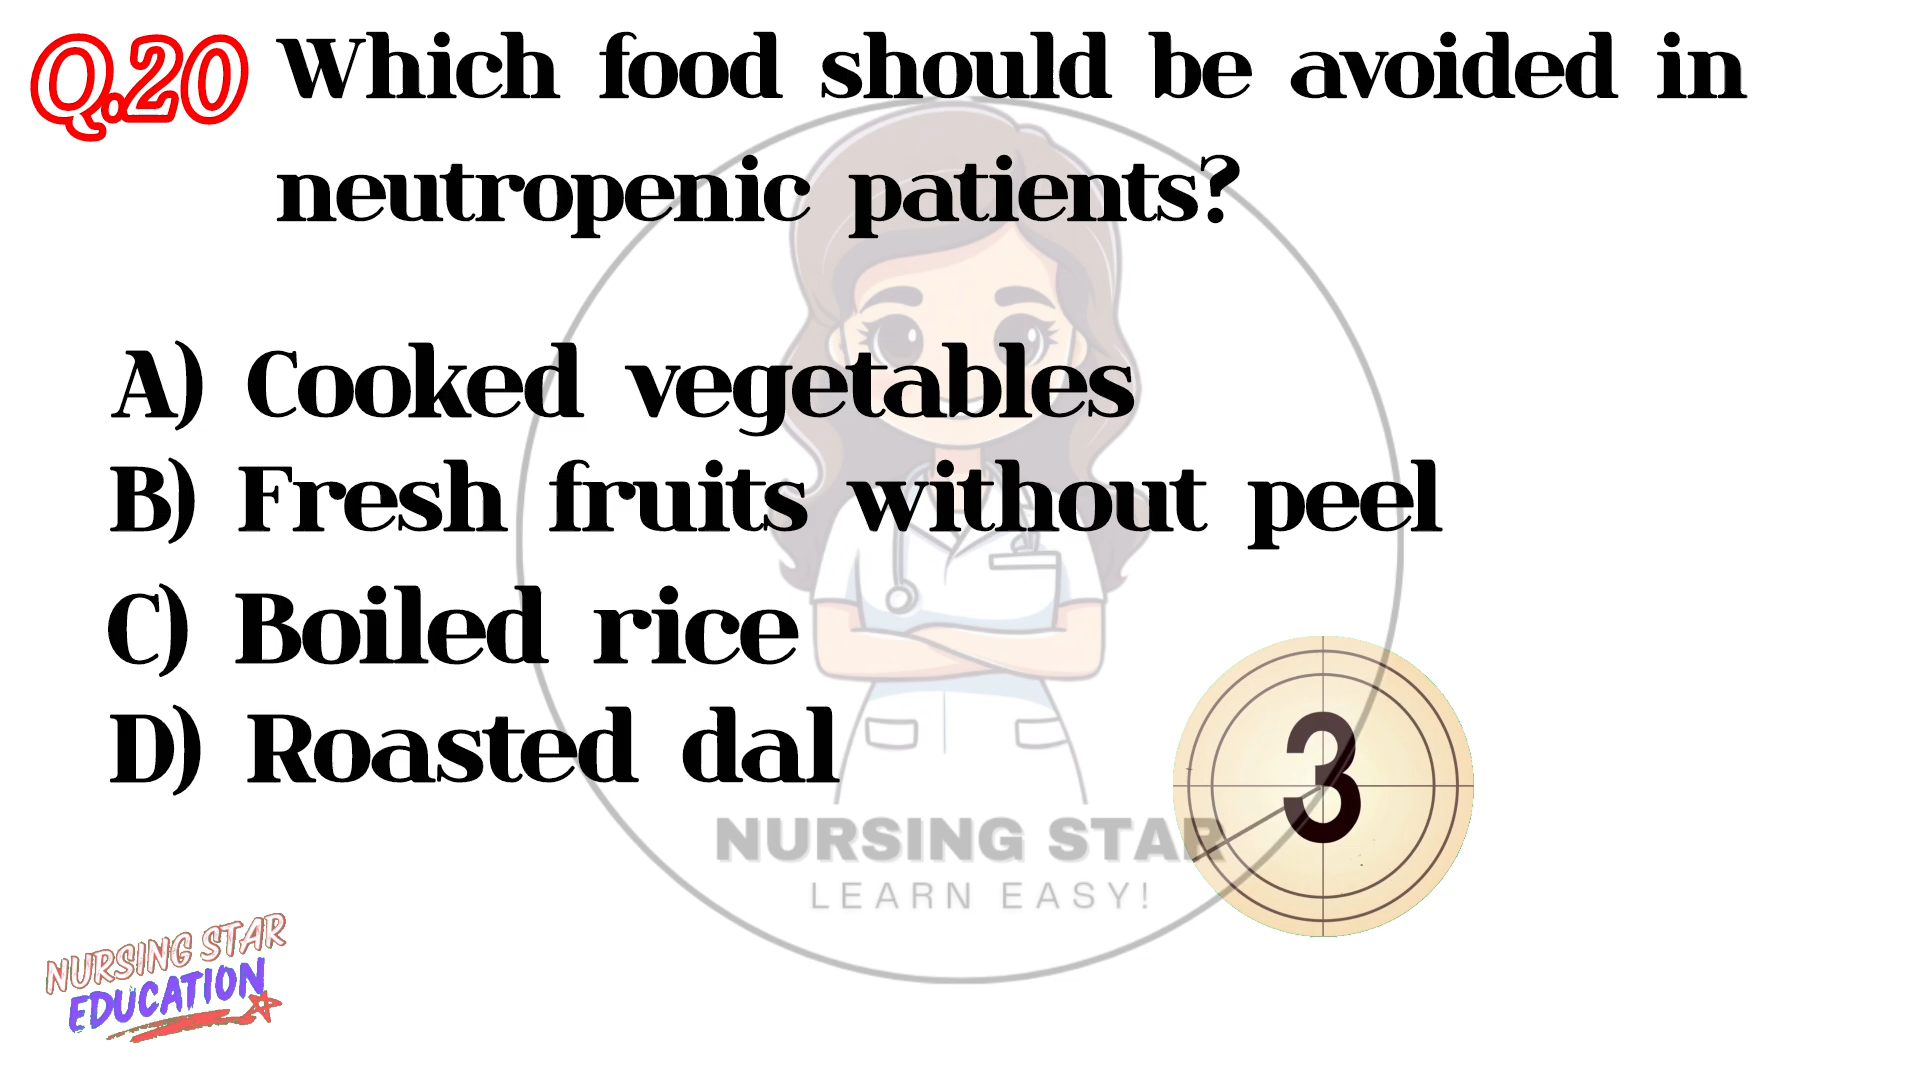 Q.20 Which food should be avoided in
neutropenic patients?
A) Cooked vegetables
B) Fresh fruits without peel
C) Boiled rice
D) Roasted dal
3
NURSING STAR
LEARN EASY!
NURSING STAR
EDUCATION